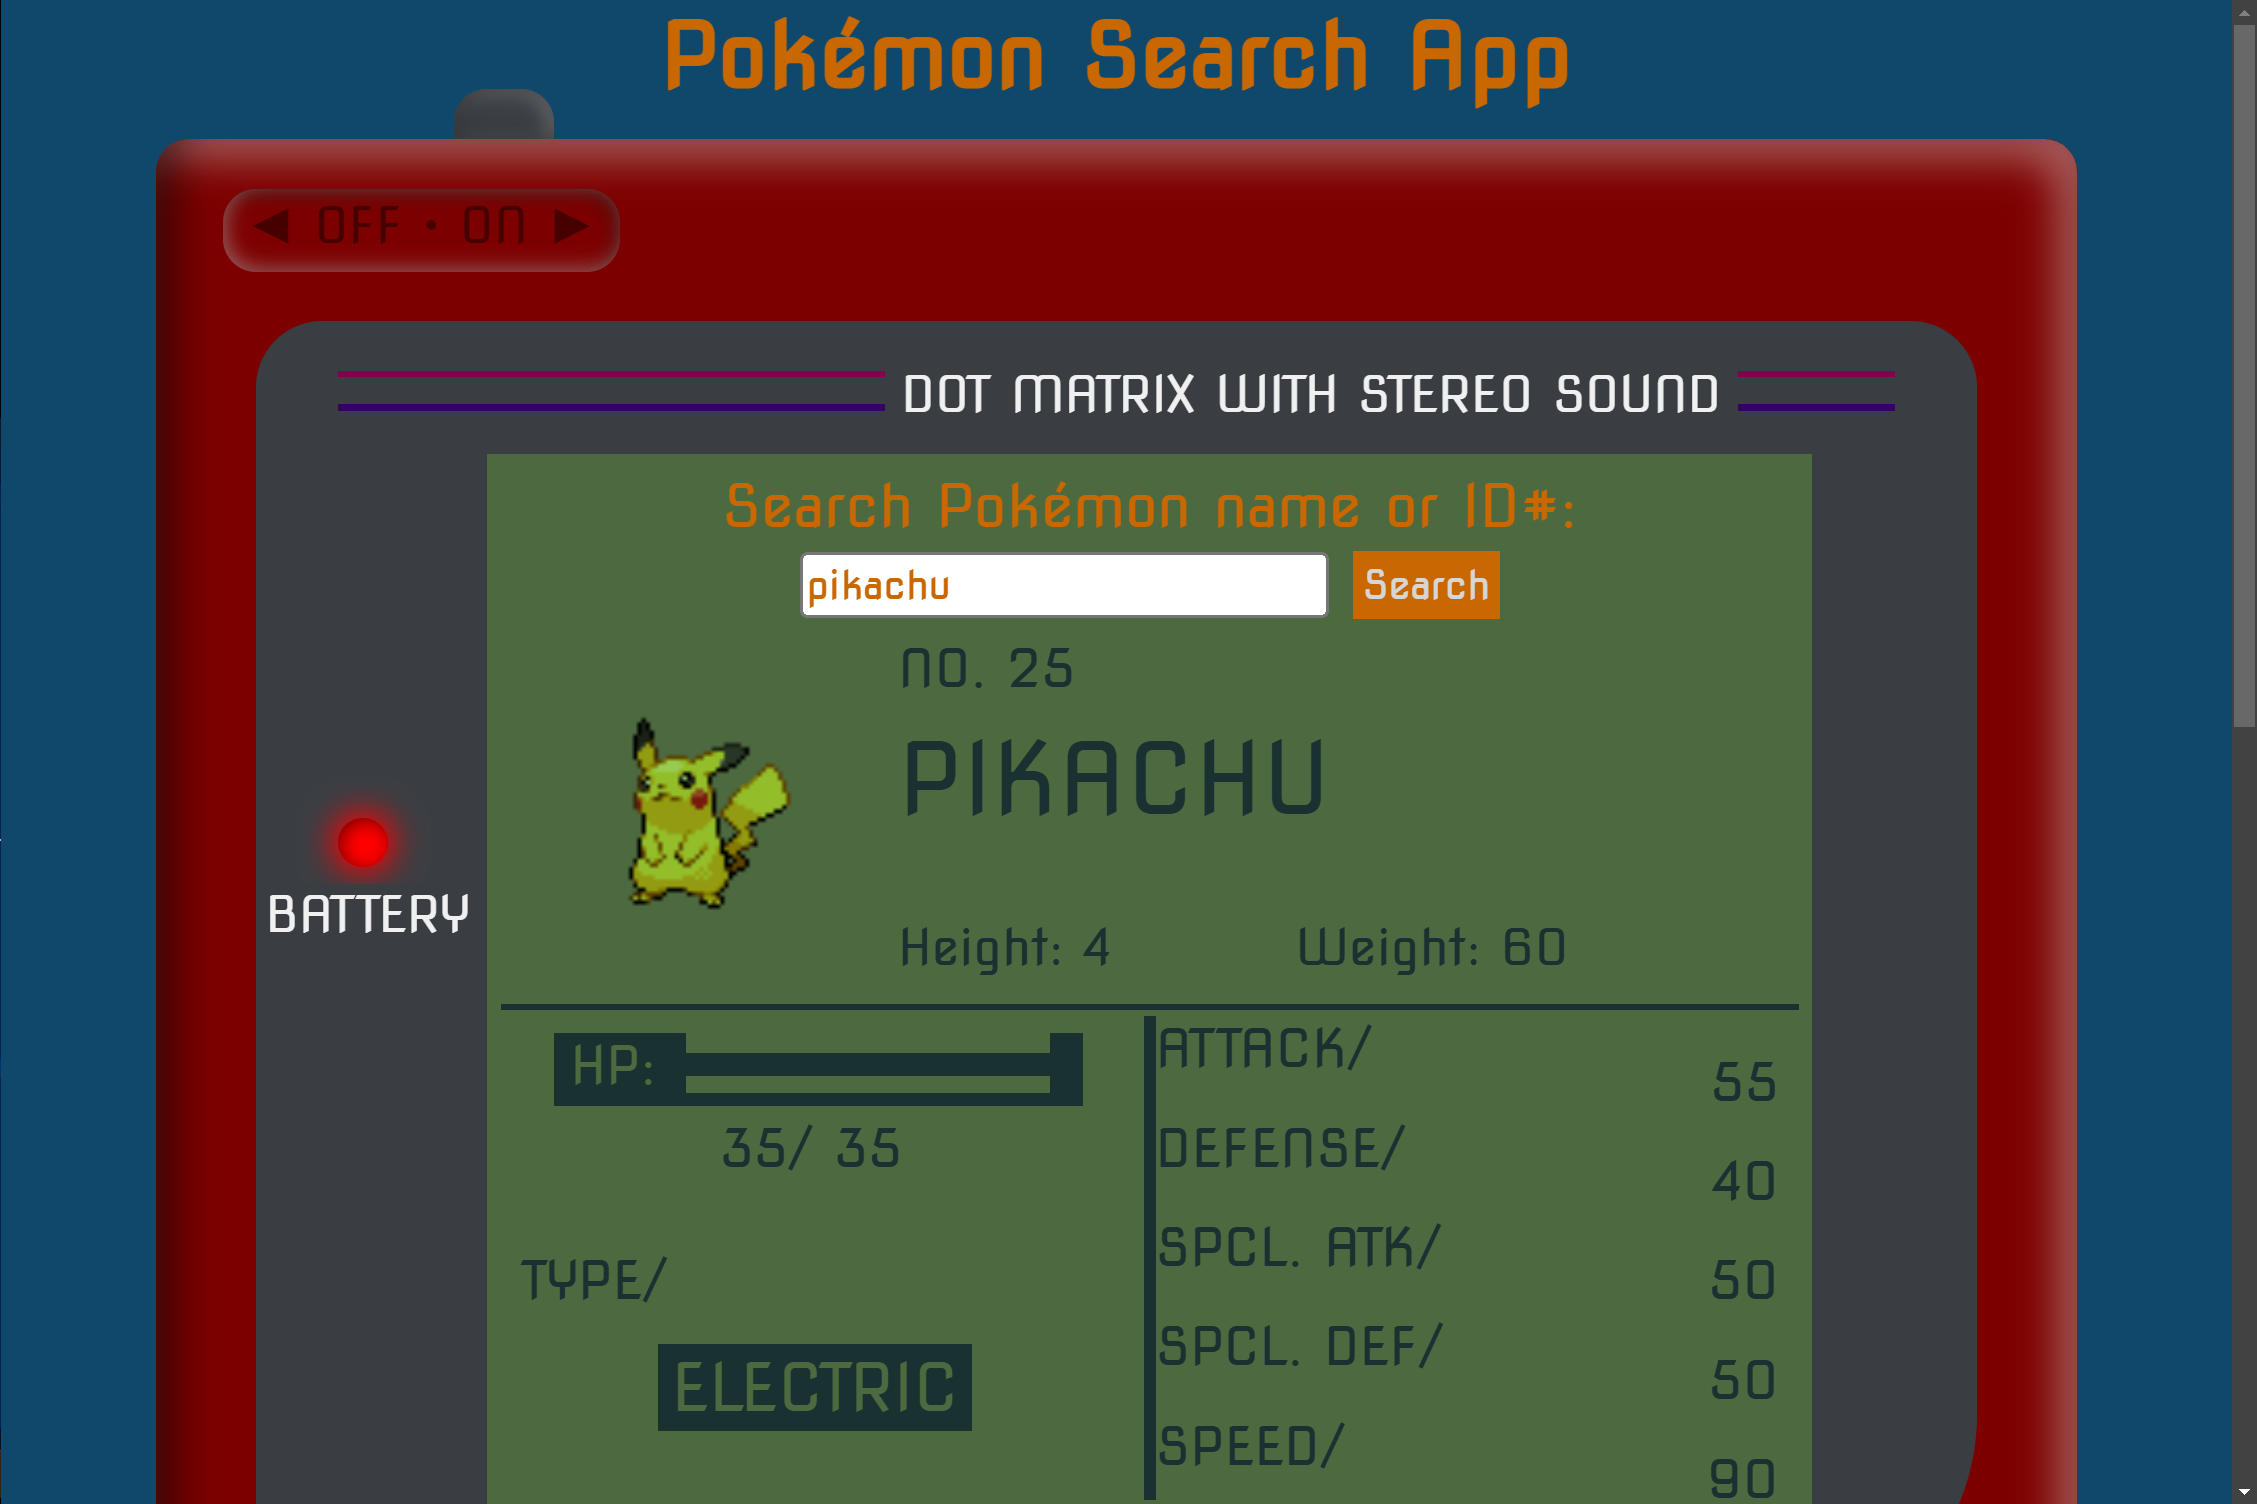 Pokémon Search App
◀ OFF • ON ▶
DOT MATRIX WITH STEREO SOUND
Search Pokémon name or ID#:
pikachu Search
NO. 25
PIKACHU
BATTERY
Height: 4 Weight: 60
HP:
35/ 35
TYPE/
ELECTRIC
ATTACK/
55
DEFENSE/
40
SPCL. ATK/
50
SPCL. DEF/
50
SPEED/
90